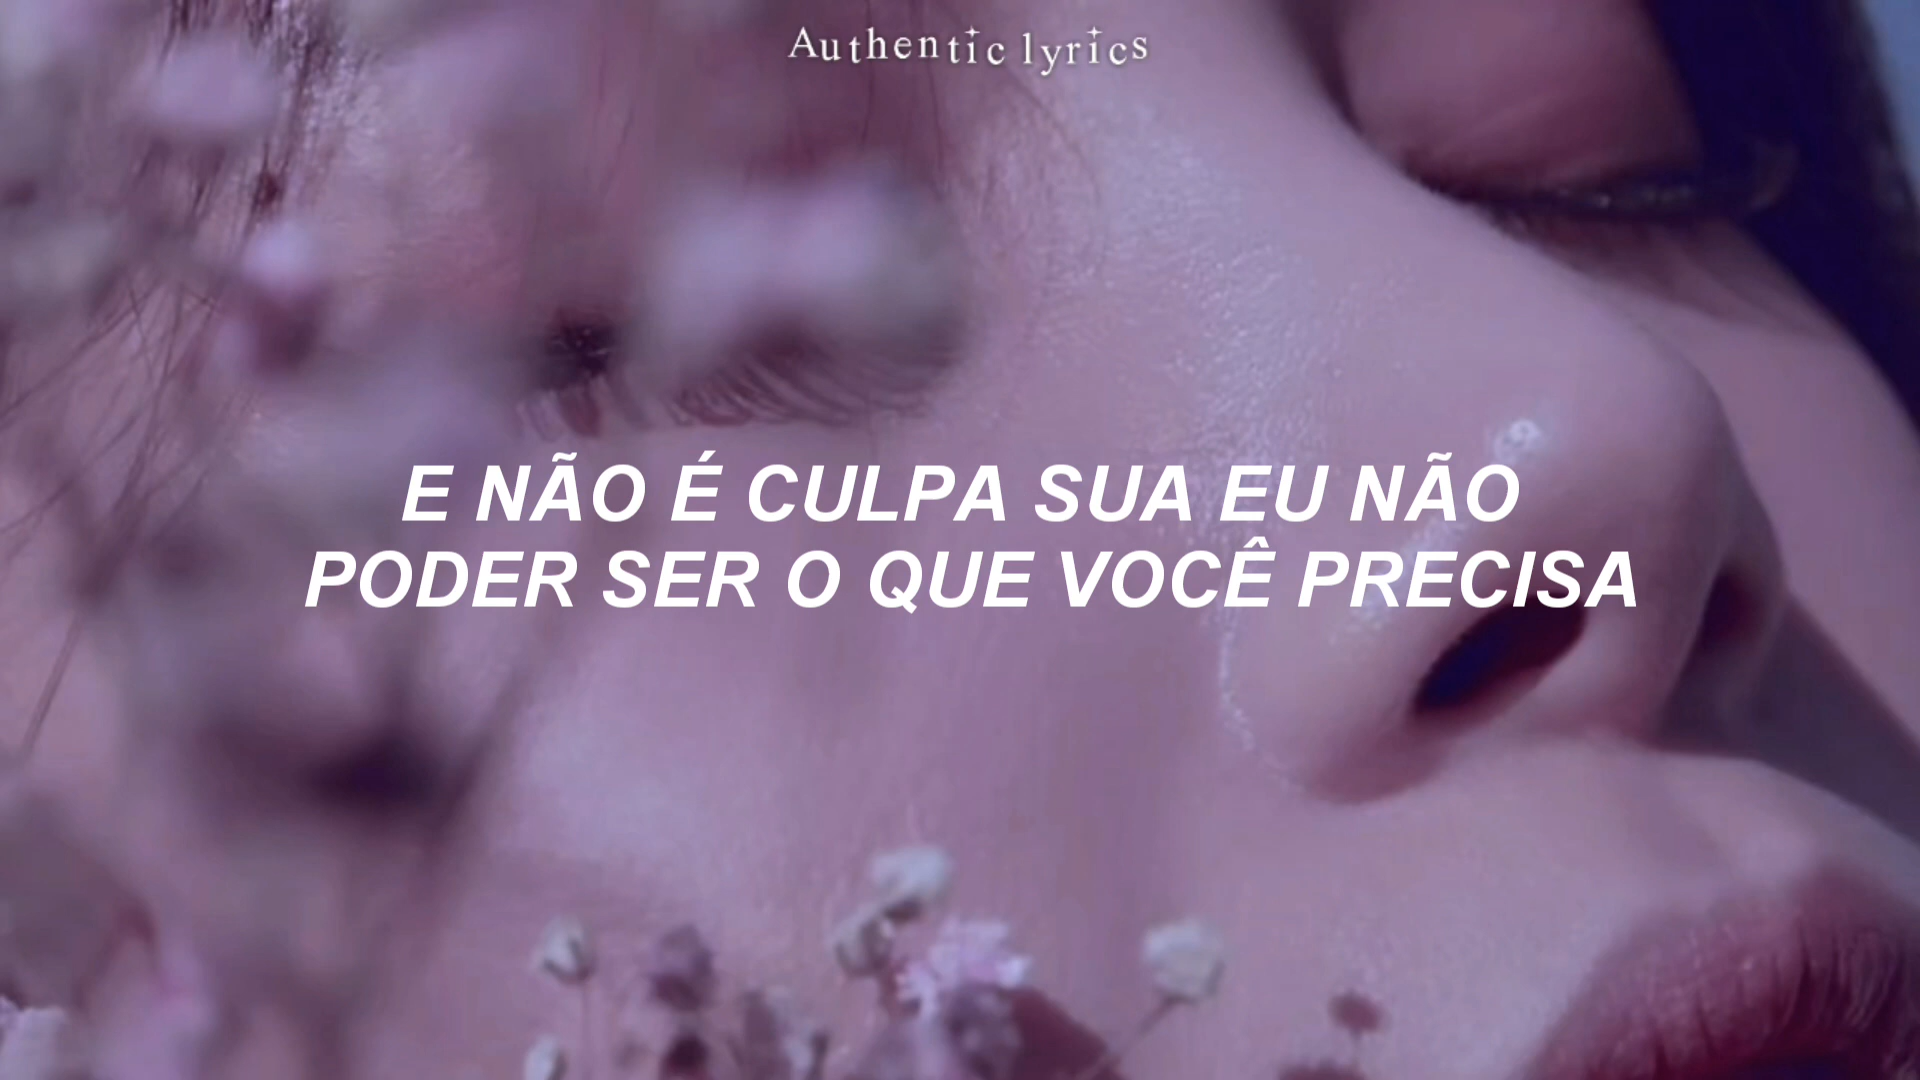 Authentic lyrics
E NÃO É CULPA SUA EU NÃO
PODER SER O QUE VOCÊ PRECISA